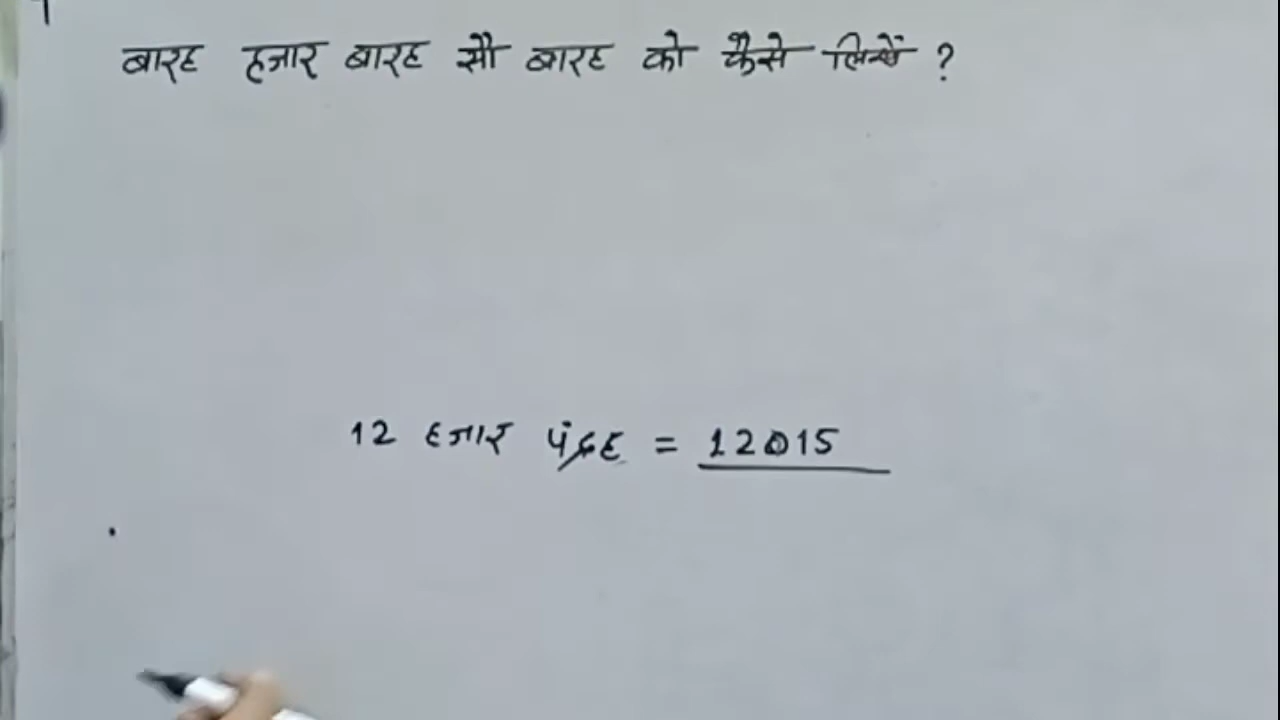 बारह हजार बारह सौ बारह को कैसे लिखें ?
12 हजार पंद्रह = 12015